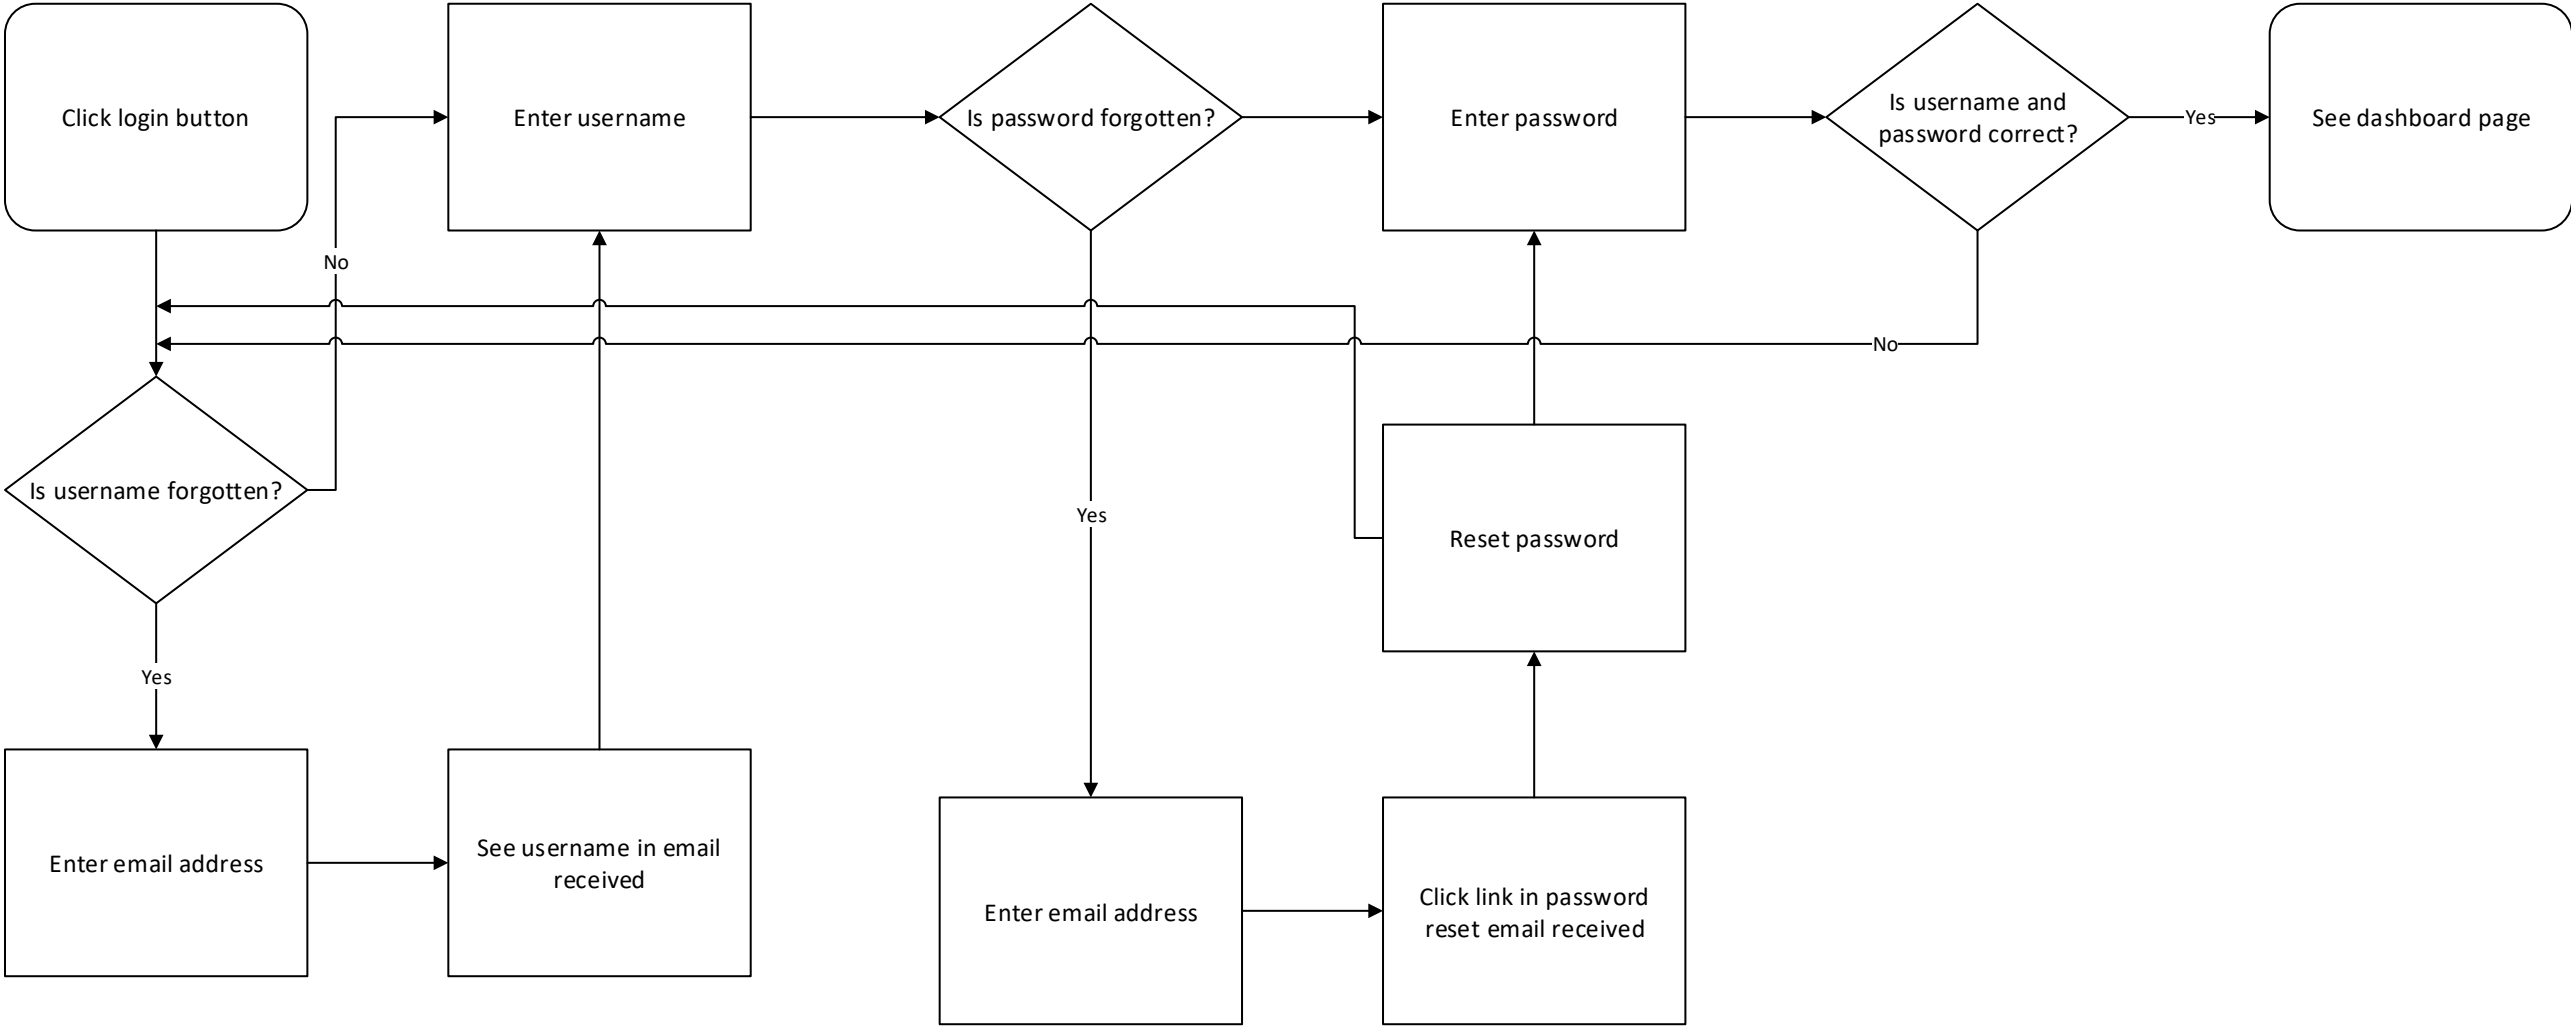 Click login button
Enter username
Is password forgotten?
Enter password
Is username and
password correct?
Yes
See dashboard page
No
No
Is username forgotten?
Yes
Reset password
Yes
Enter email address
See username in email
received
Enter email address
Click link in password
reset email received